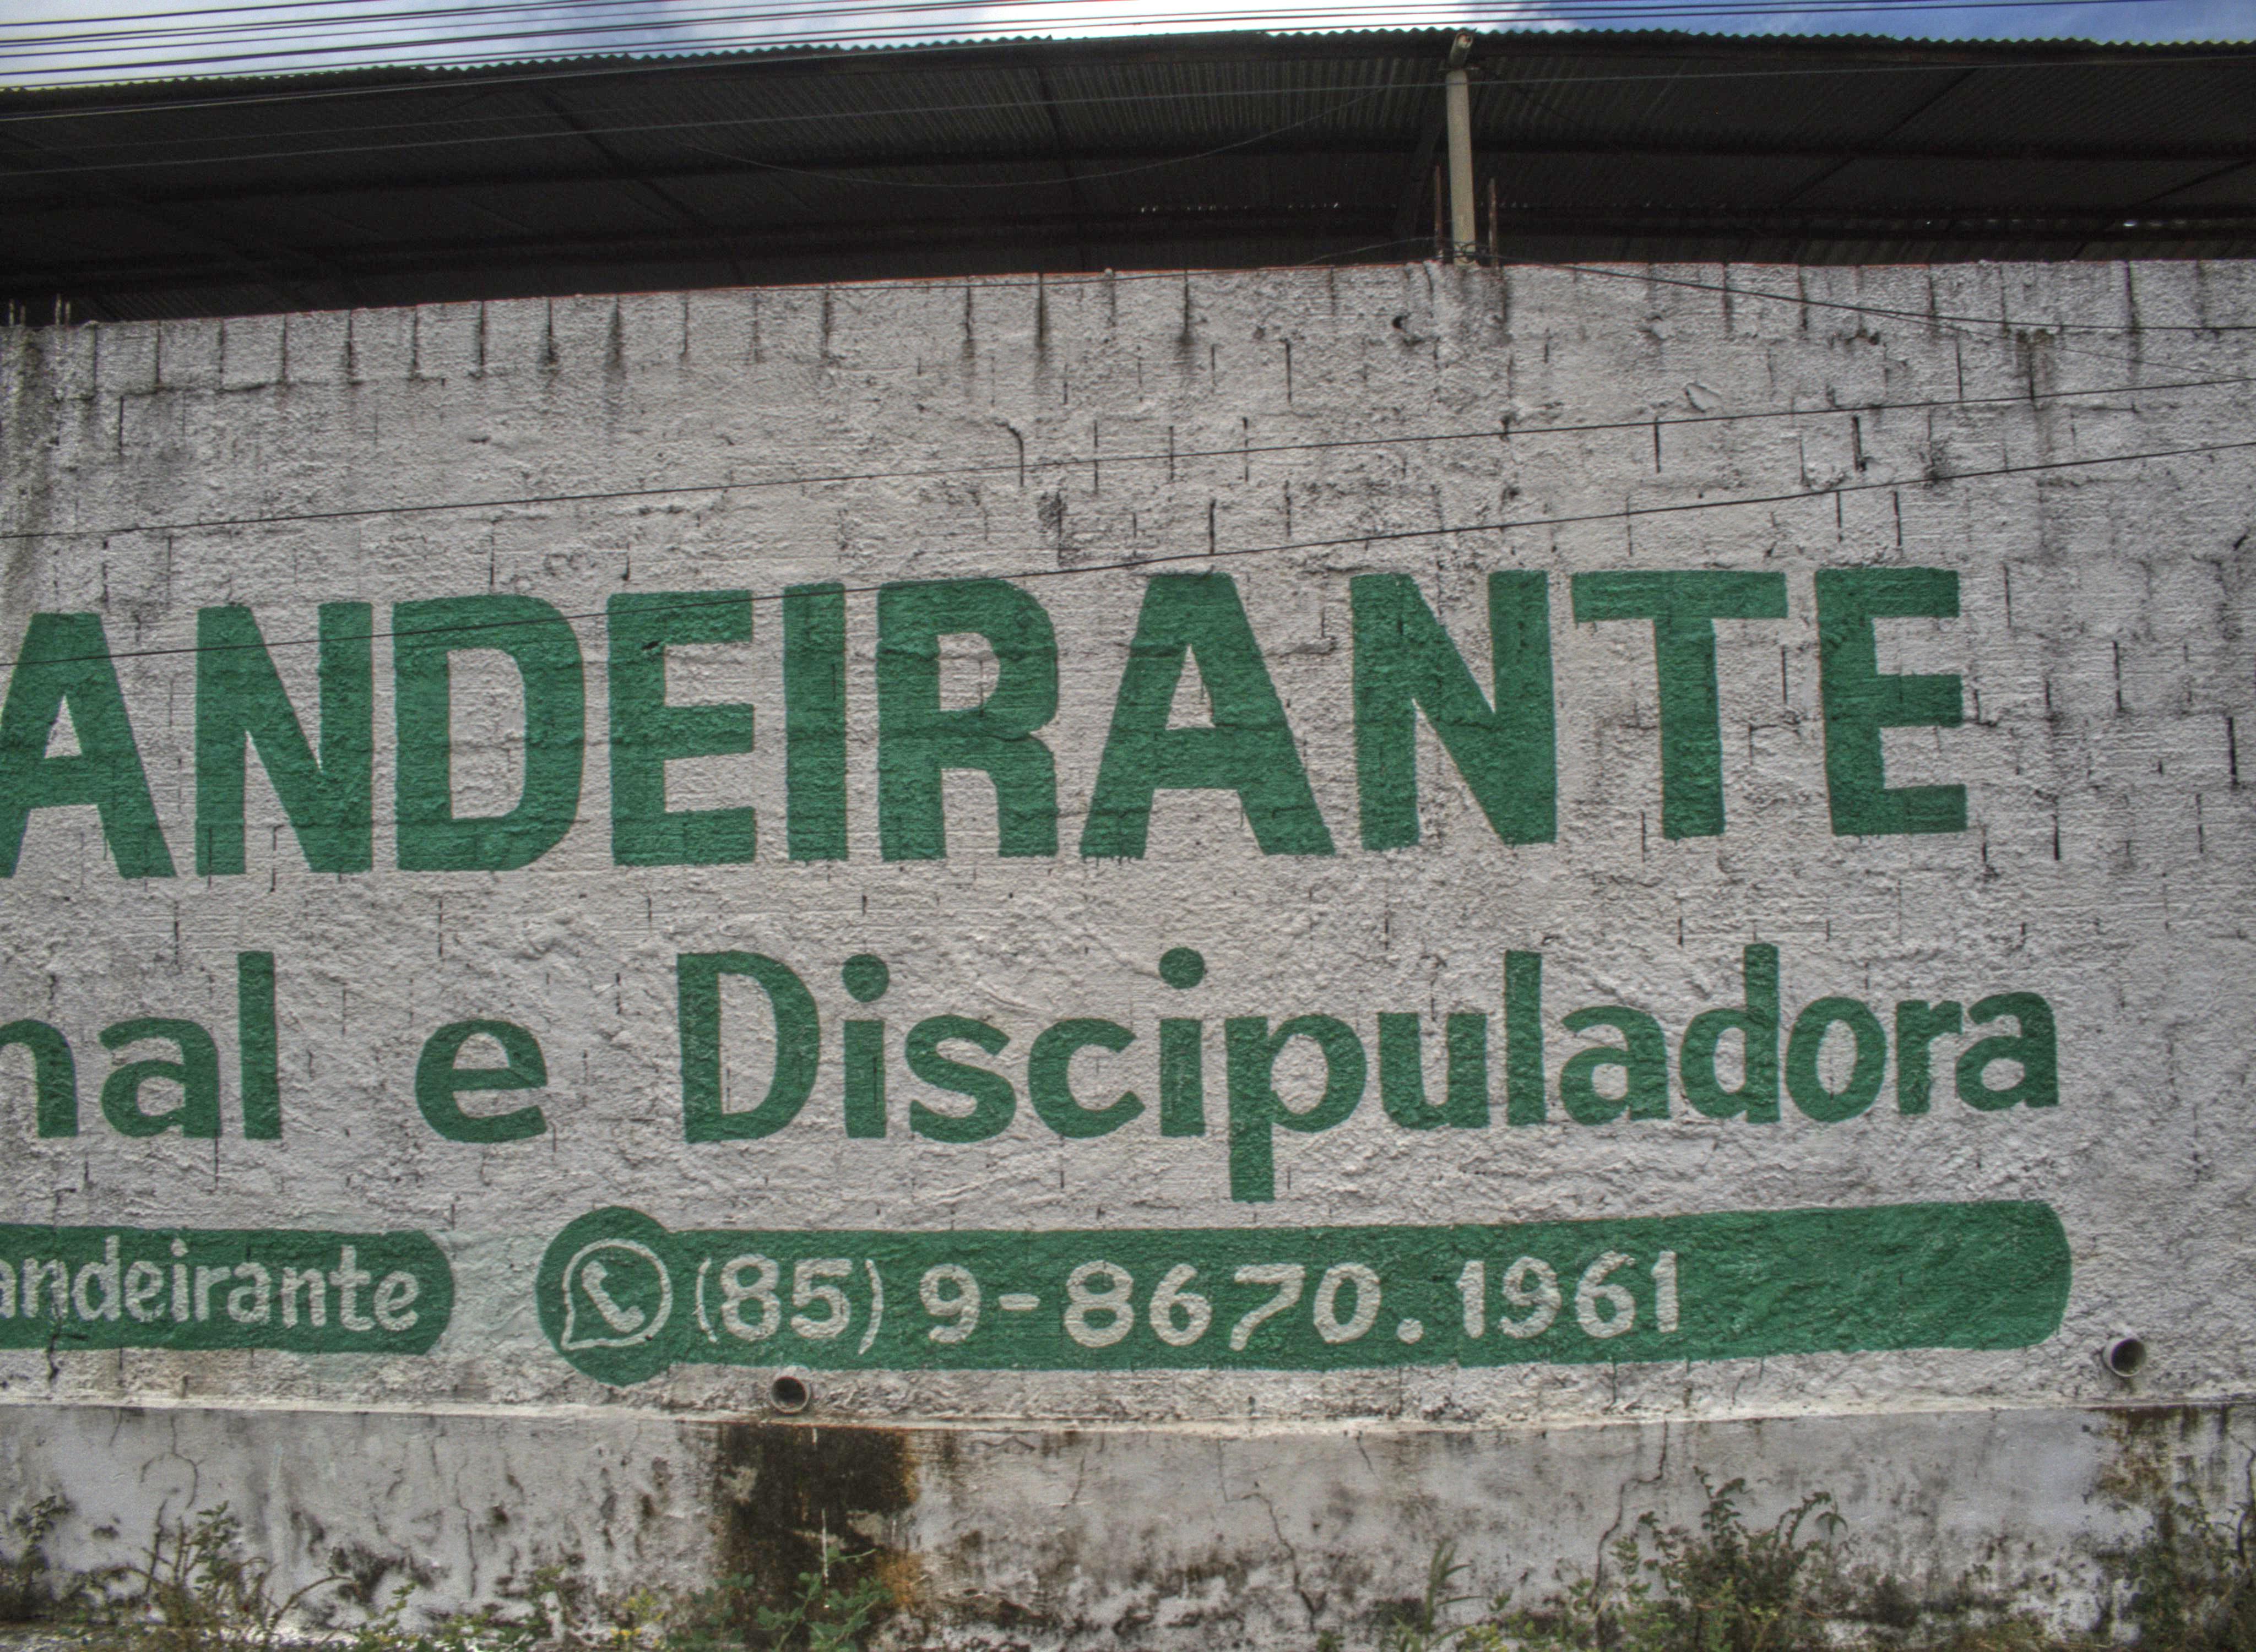 ANDEIRANTE
nal e Discipuladora
andeirante
(85) 9-8670.1961